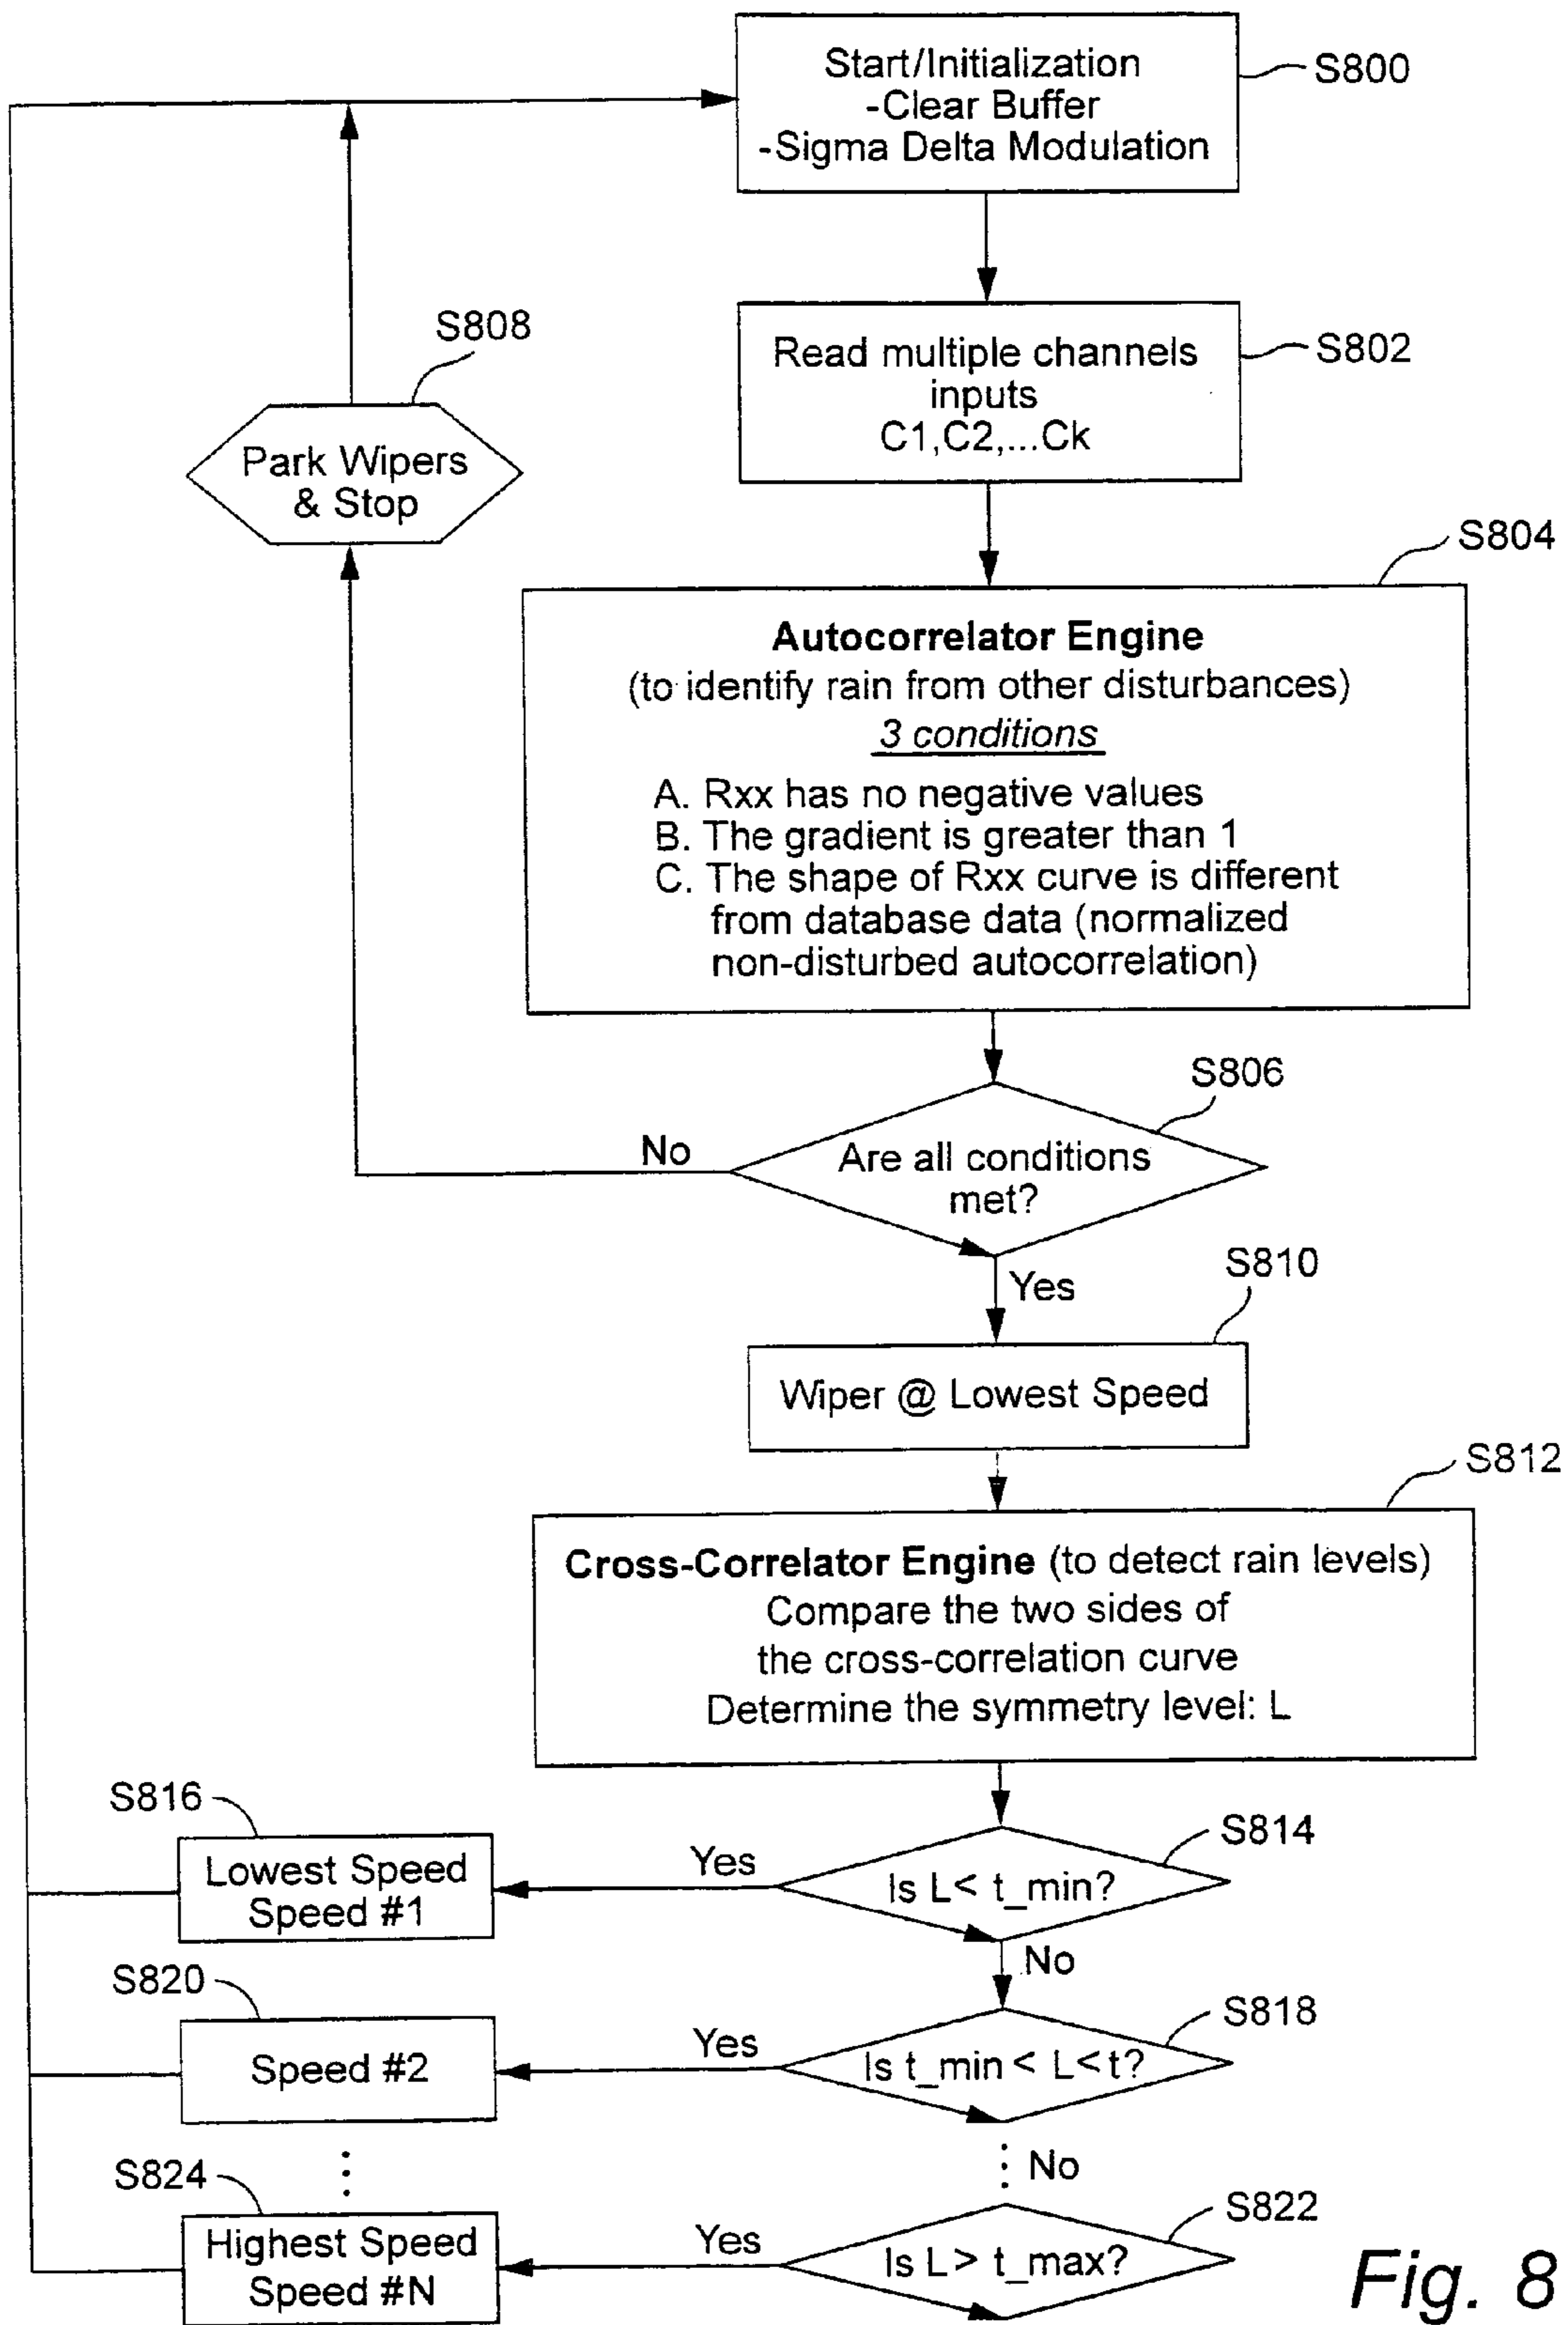 Start/Initialization
-Clear Buffer
-Sigma Delta Modulation
S800
Read multiple channels
inputs
C1,C2,...Ck
S802
S808
Park Wipers
& Stop
S804
Autocorrelator Engine
(to identify rain from other disturbances)
3 conditions
A. Rxx has no negative values
B. The gradient is greater than 1
C. The shape of Rxx curve is different
from database data (normalized
non-disturbed autocorrelation)
S806
No
Are all conditions
met?
Yes
S810
Wiper @ Lowest Speed
S812
Cross-Correlator Engine (to detect rain levels)
Compare the two sides of
the cross-correlation curve
Determine the symmetry level: L
S816
Lowest Speed
Speed #1
Yes
Is L< t_min?
S814
No
S820
Speed #2
Yes
Is t_min < L<t?
S818
No
S824
Highest Speed
Speed #N
Yes
Is L> t_max?
S822
Fig. 8